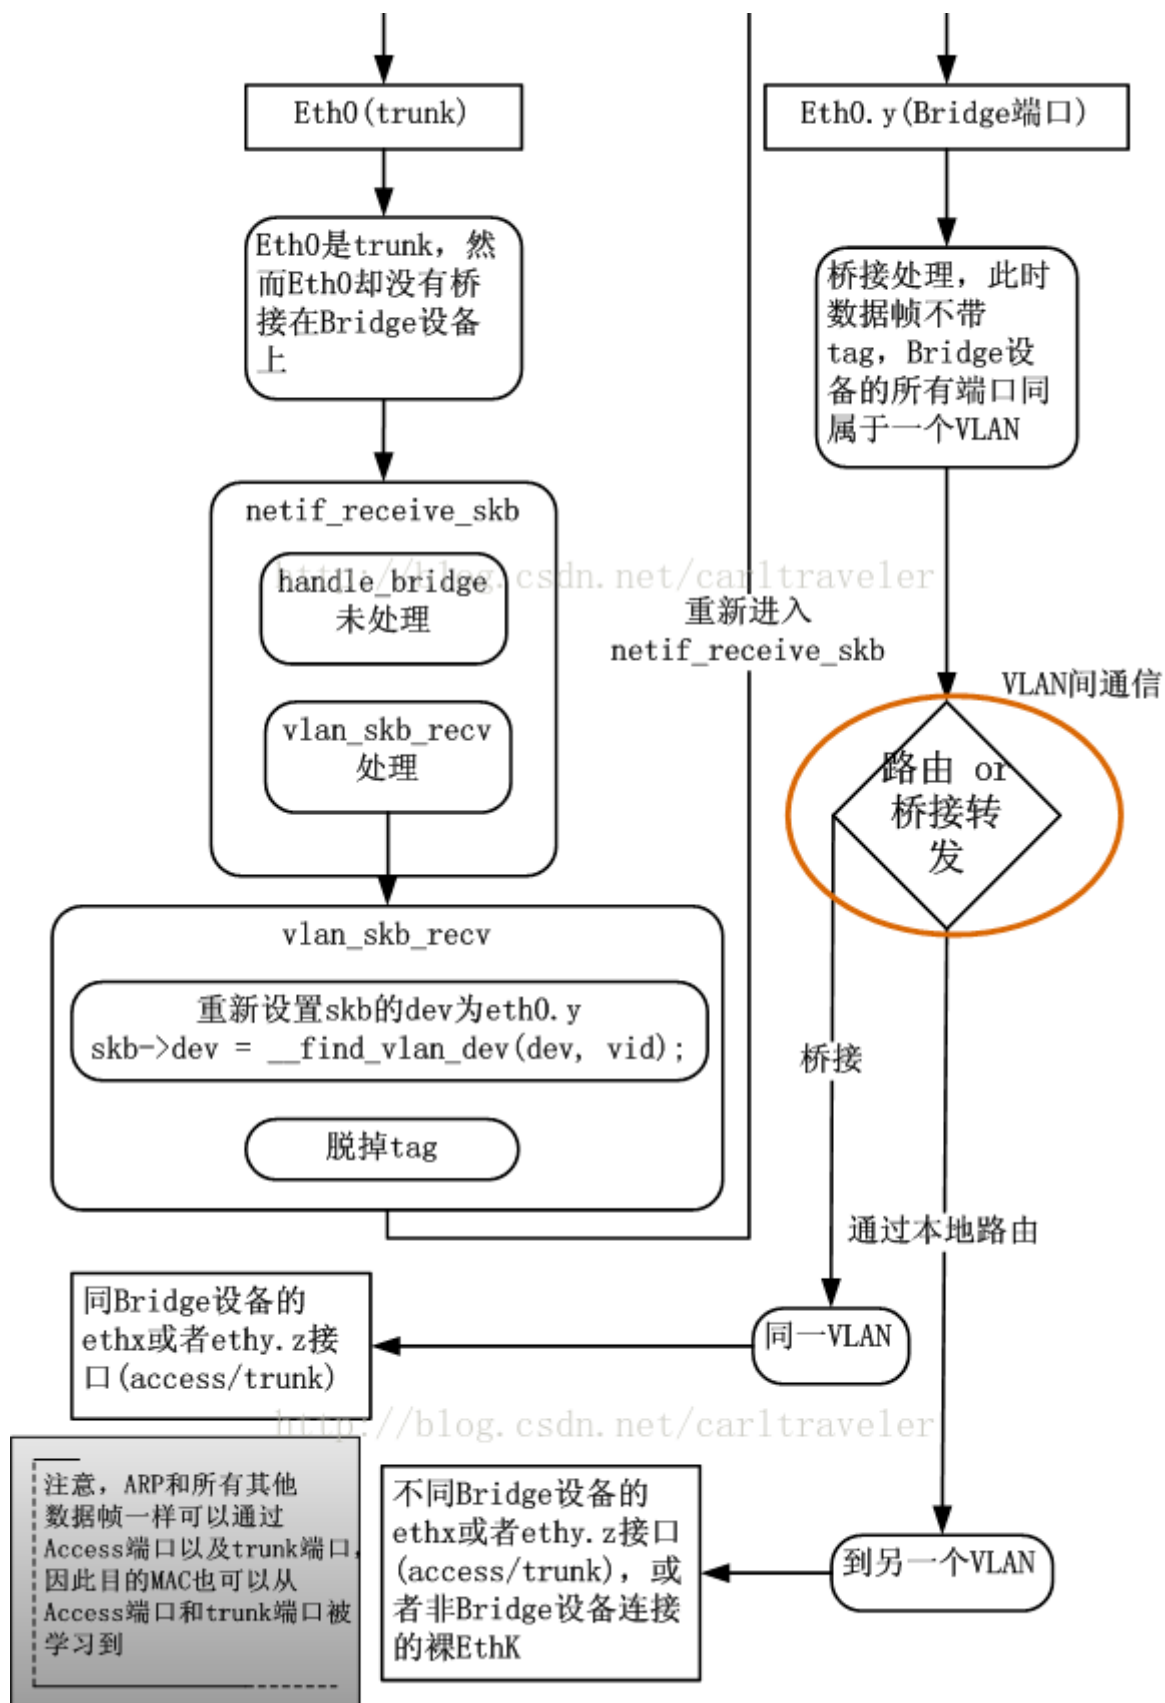 Eth0(trunk)
Eth0是trunk，然
而Eth0却没有桥
接在Bridge设备
上
netif_receive_skb
handle_bridge
未处理
vlan_skb_recv
处理
vlan_skb_recv
重新设置skb的dev为eth0.y
skb->dev = __find_vlan_dev(dev, vid);
脱掉tag
重新进入
netif_receive_skb
Eth0.y(Bridge端口)
桥接处理，此时
数据帧不带
tag，Bridge设
备的所有端口同
属于一个VLAN
VLAN间通信
路由 or
桥接转
发
桥接
通过本地路由
同一VLAN
同Bridge设备的
ethx或者ethy.z接
口(access/trunk)
到另一个VLAN
不同Bridge设备的
ethx或者ethy.z接口
(access/trunk)，或
者非Bridge设备连接
的裸EthK
注意，ARP和所有其他
数据帧一样可以通过
Access端口以及trunk端口，
因此目的MAC也可以从
Access端口和trunk端口被
学习到
http://blog.csdn.net/carltraveler
http://blog.csdn.net/carltraveler